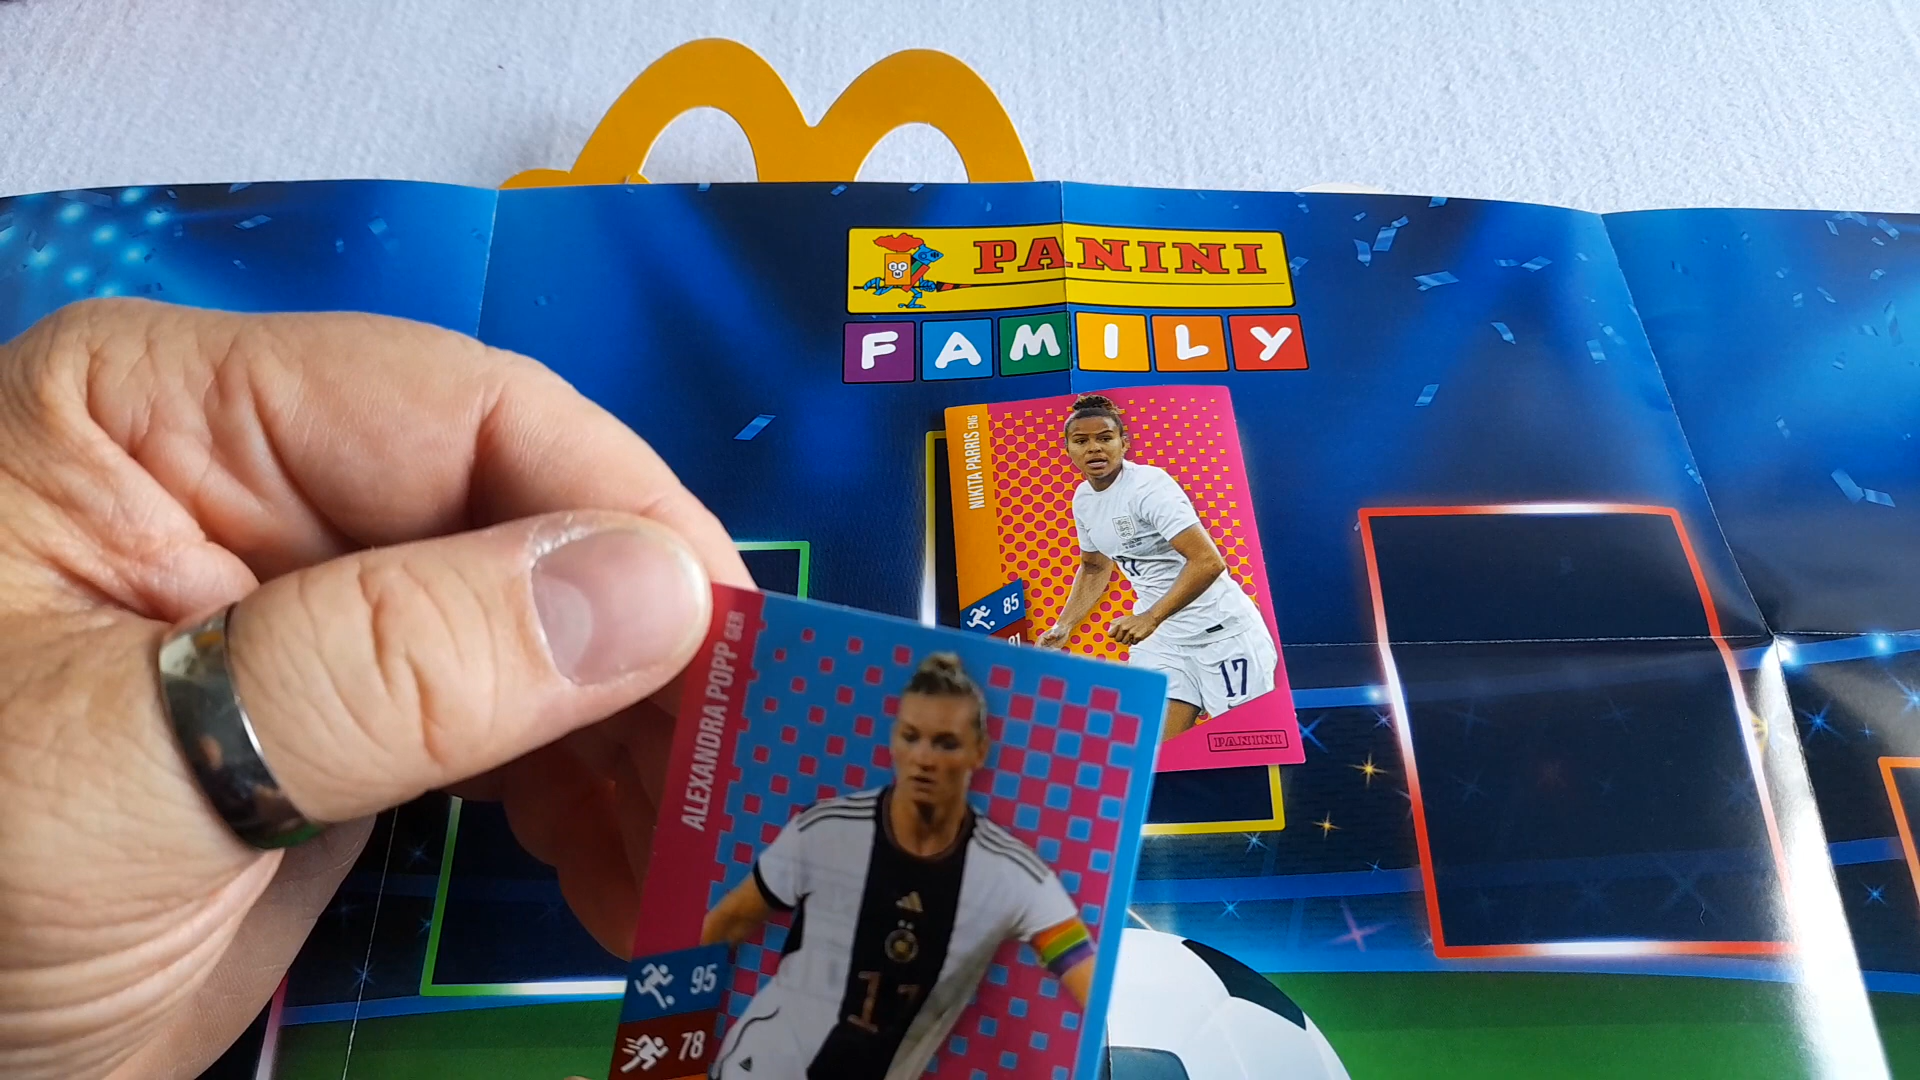 PANINI
FAMILY
NIKITA PARRIS ENG
85
17
PANINI
ALEXANDRA POPP GER
95
78